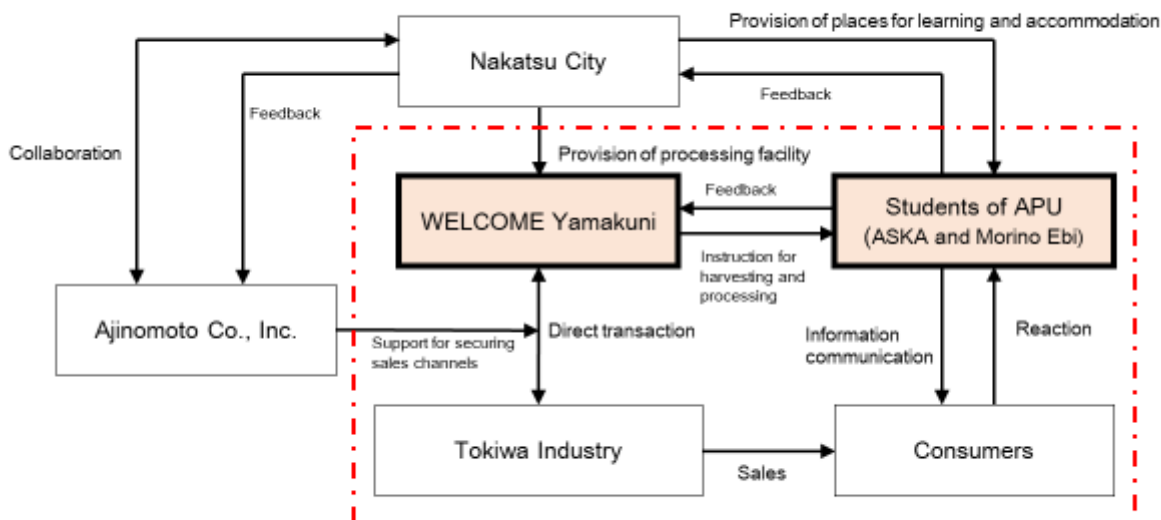 Provision of places for learning and accommodation
Nakatsu City
Feedback
Feedback
Collaboration
Provision of processing facility
WELCOME Yamakuni
Feedback
Students of APU
(ASKA and Morino Ebi)
Instruction for
harvesting and
processing
Ajinomoto Co., Inc.
Support for securing
sales channels
Direct transaction
Information
communication
Reaction
Tokiwa Industry
Sales
Consumers